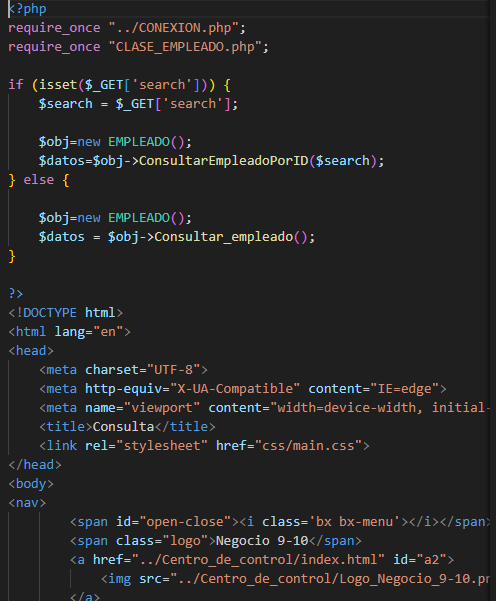 <?php
require_once "../CONEXION.php";
require_once "CLASE_EMPLEADO.php";
if (isset($_GET['search'])) {
$search = $_GET['search'];
$obj=new EMPLEADO();
$datos=$obj->ConsultarEmpleadoPorID($search);
} else {
$obj=new EMPLEADO();
$datos = $obj->Consultar_empleado();
}
?>
<!DOCTYPE html>
<html lang="en">
<head>
<meta charset="UTF-8">
<meta http-equiv="X-UA-Compatible" content="IE=edge">
<meta name="viewport" content="width=device-width, initial-
<title>Consulta</title>
<link rel="stylesheet" href="css/main.css">
</head>
<body>
<nav>
<span id="open-close"><i class='bx bx-menu'></i></span>
<span class="logo">Negocio 9-10</span>
<a href="../Centro_de_control/index.html" id="a2">
<img src="../Centro_de_control/Logo_Negocio_9-10.pn
</a>